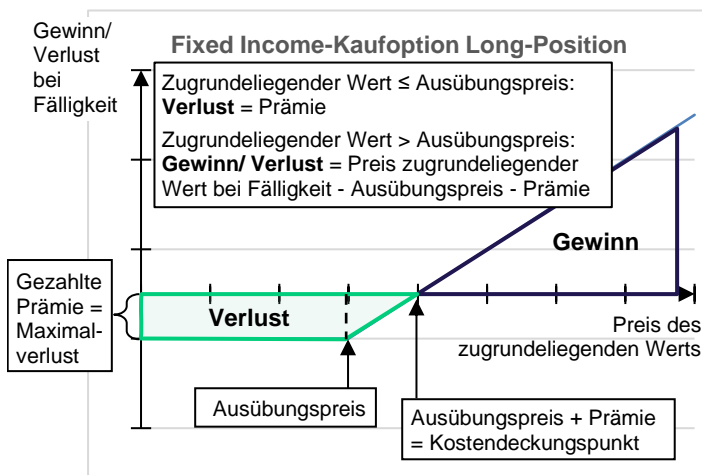 Gewinn/
Verlust
bei
Fälligkeit
Fixed Income-Kaufoption Long-Position
Zugrundeliegender Wert ≤ Ausübungspreis:
Verlust = Prämie
Zugrundeliegender Wert > Ausübungspreis:
Gewinn/ Verlust = Preis zugrundeliegender
Wert bei Fälligkeit - Ausübungspreis - Prämie
Gewinn
Gezahlte
Prämie =
Maximal-
verlust
Verlust
Preis des
zugrundeliegenden Werts
Ausübungspreis
Ausübungspreis + Prämie
= Kostendeckungspunkt